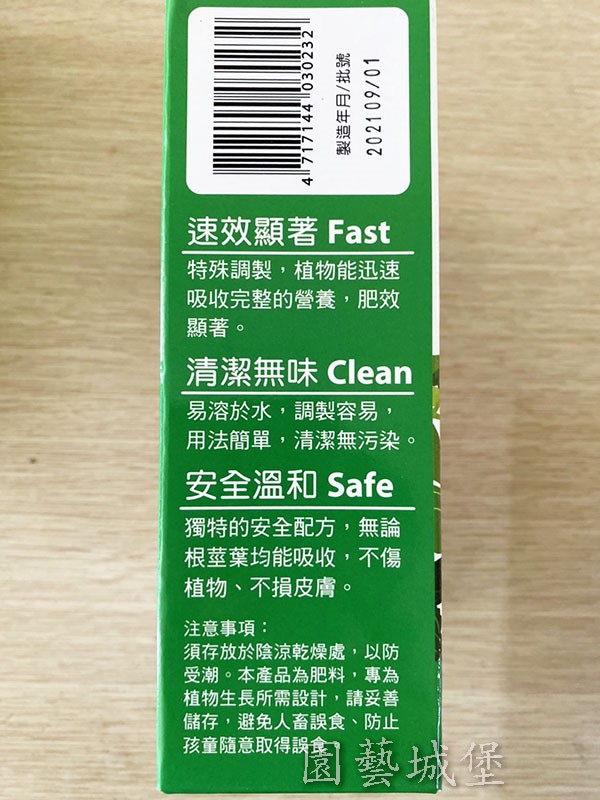 4 717144 030232
製造年月/批號
202109/01
速效顯著 Fast
特殊調製，植物能迅速
吸收完整的營養，肥效
顯著。
清潔無味 Clean
易溶於水，調製容易，
用法簡單，清潔無污染。
安全溫和 Safe
獨特的安全配方，無論
根莖葉均能吸收，不傷
植物、不損皮膚。
注意事項：
須存放於陰涼乾燥處，以防
受潮。本產品為肥料，專為
植物生長所需設計，請妥善
儲存，避免人畜誤食、防止
孩童隨意取得誤食
園藝城堡